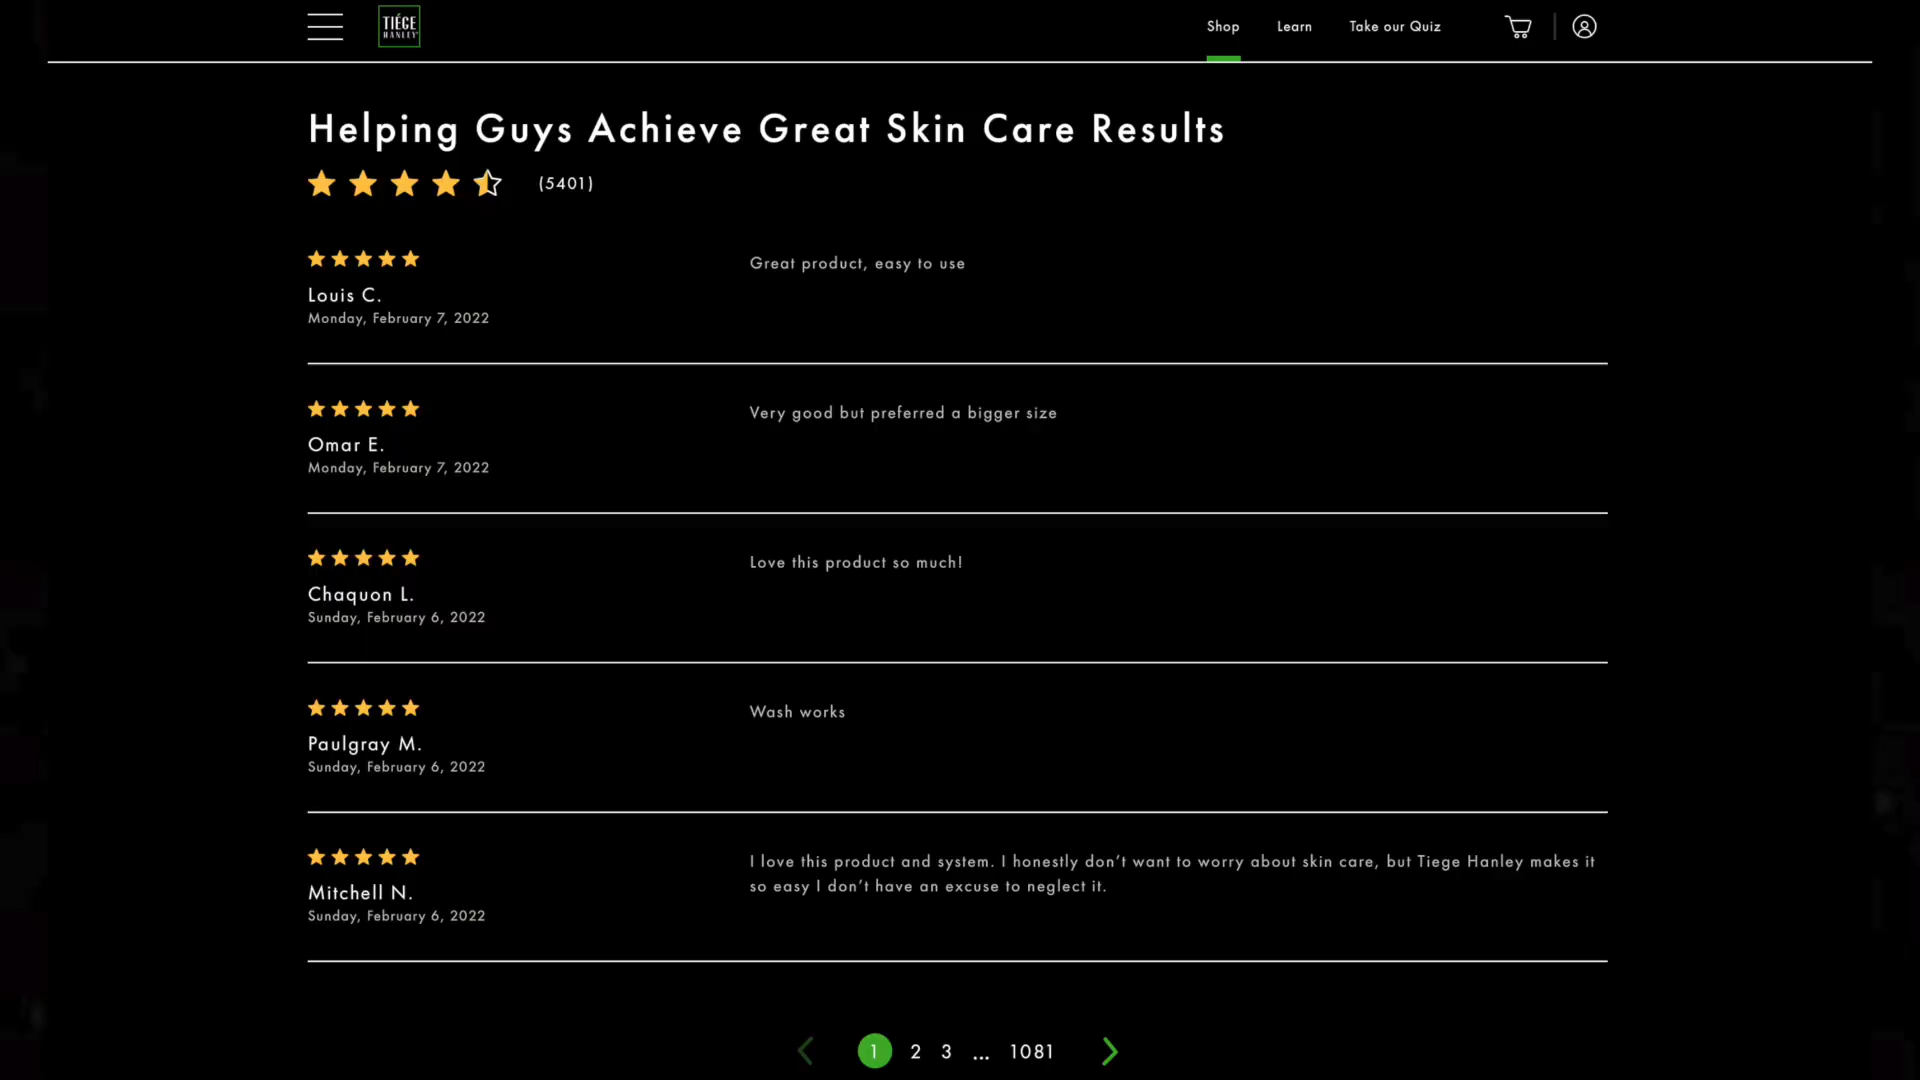 TIÉGE
HANLEY
Shop
Learn
Take our Quiz
Helping Guys Achieve Great Skin Care Results
(5401)
Louis C.
Monday, February 7, 2022
Great product, easy to use
Omar E.
Monday, February 7, 2022
Very good but preferred a bigger size
Chaquon L.
Sunday, February 6, 2022
Love this product so much!
Paulgray M.
Sunday, February 6, 2022
Wash works
Mitchell N.
Sunday, February 6, 2022
I love this product and system. I honestly don’t want to worry about skin care, but Tiege Hanley makes it
so easy I don’t have an excuse to neglect it.
1 2 3 ... 1081